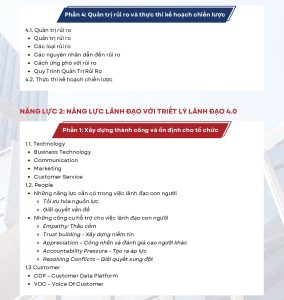 Phần 4: Quản trị rủi ro và thực thi kế hoạch chiến lược
4.1. Quản trị rủi ro
• Quản trị rủi ro
• Các loại rủi ro
• Các nguyên nhân dẫn đến rủi ro
• Cách ứng phó với rủi ro
• Quy Trình Quản Trị Rủi Ro
4.2. Thực thi kế hoạch chiến lược
NĂNG LỰC 2: NĂNG LỰC LÃNH ĐẠO VỚI TRIẾT LÝ LÃNH ĐẠO 4.0
Phần 1: Xây dựng thành công và ổn định cho tổ chức
1.1. Technology
• Business Technology
• Communication
• Marketing
• Customer Service
1.2. People
• Những năng lực cần có trong việc lãnh đạo con người
○ Tối ưu hóa nguồn lực
○ Giải quyết vấn đề
• Những công cụ hỗ trợ cho việc lãnh đạo con người
○ Empathy: Thấu cảm
○ Trust building - Xây dựng niềm tin
○ Appreciation - Công nhận và đánh giá cao người khác
○ Accountability Pressure - Tạo ra áp lực
○ Resolving Conflicts - Giải quyết xung đột
1.3 Customer
• CDP - Customer Data Platform
• VOC - Voice Of Customer